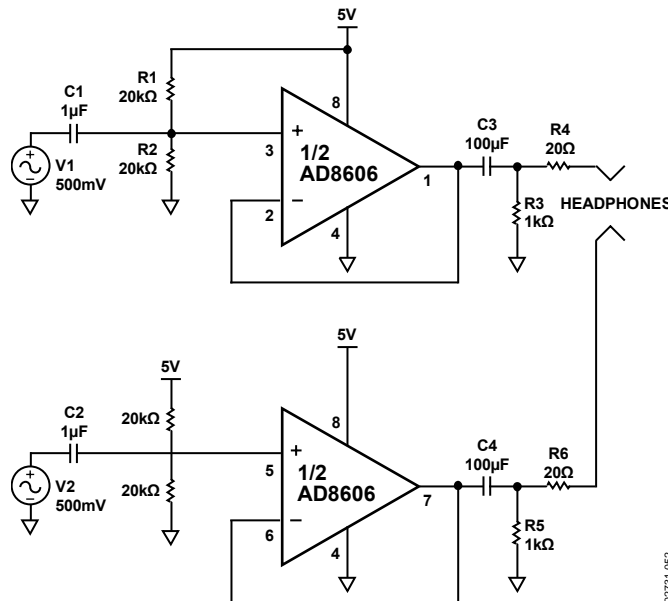 5V
C1
1µF
R1
20kΩ
R2
20kΩ
V1
500mV
8
3
+
−
2
1/2
AD8606
1
4
C3
100µF
R4
20Ω
R3
1kΩ
HEADPHONES
5V
5V
C2
1µF
20kΩ
20kΩ
V2
500mV
8
5
+
−
6
1/2
AD8606
7
4
C4
100µF
R6
20Ω
R5
1kΩ